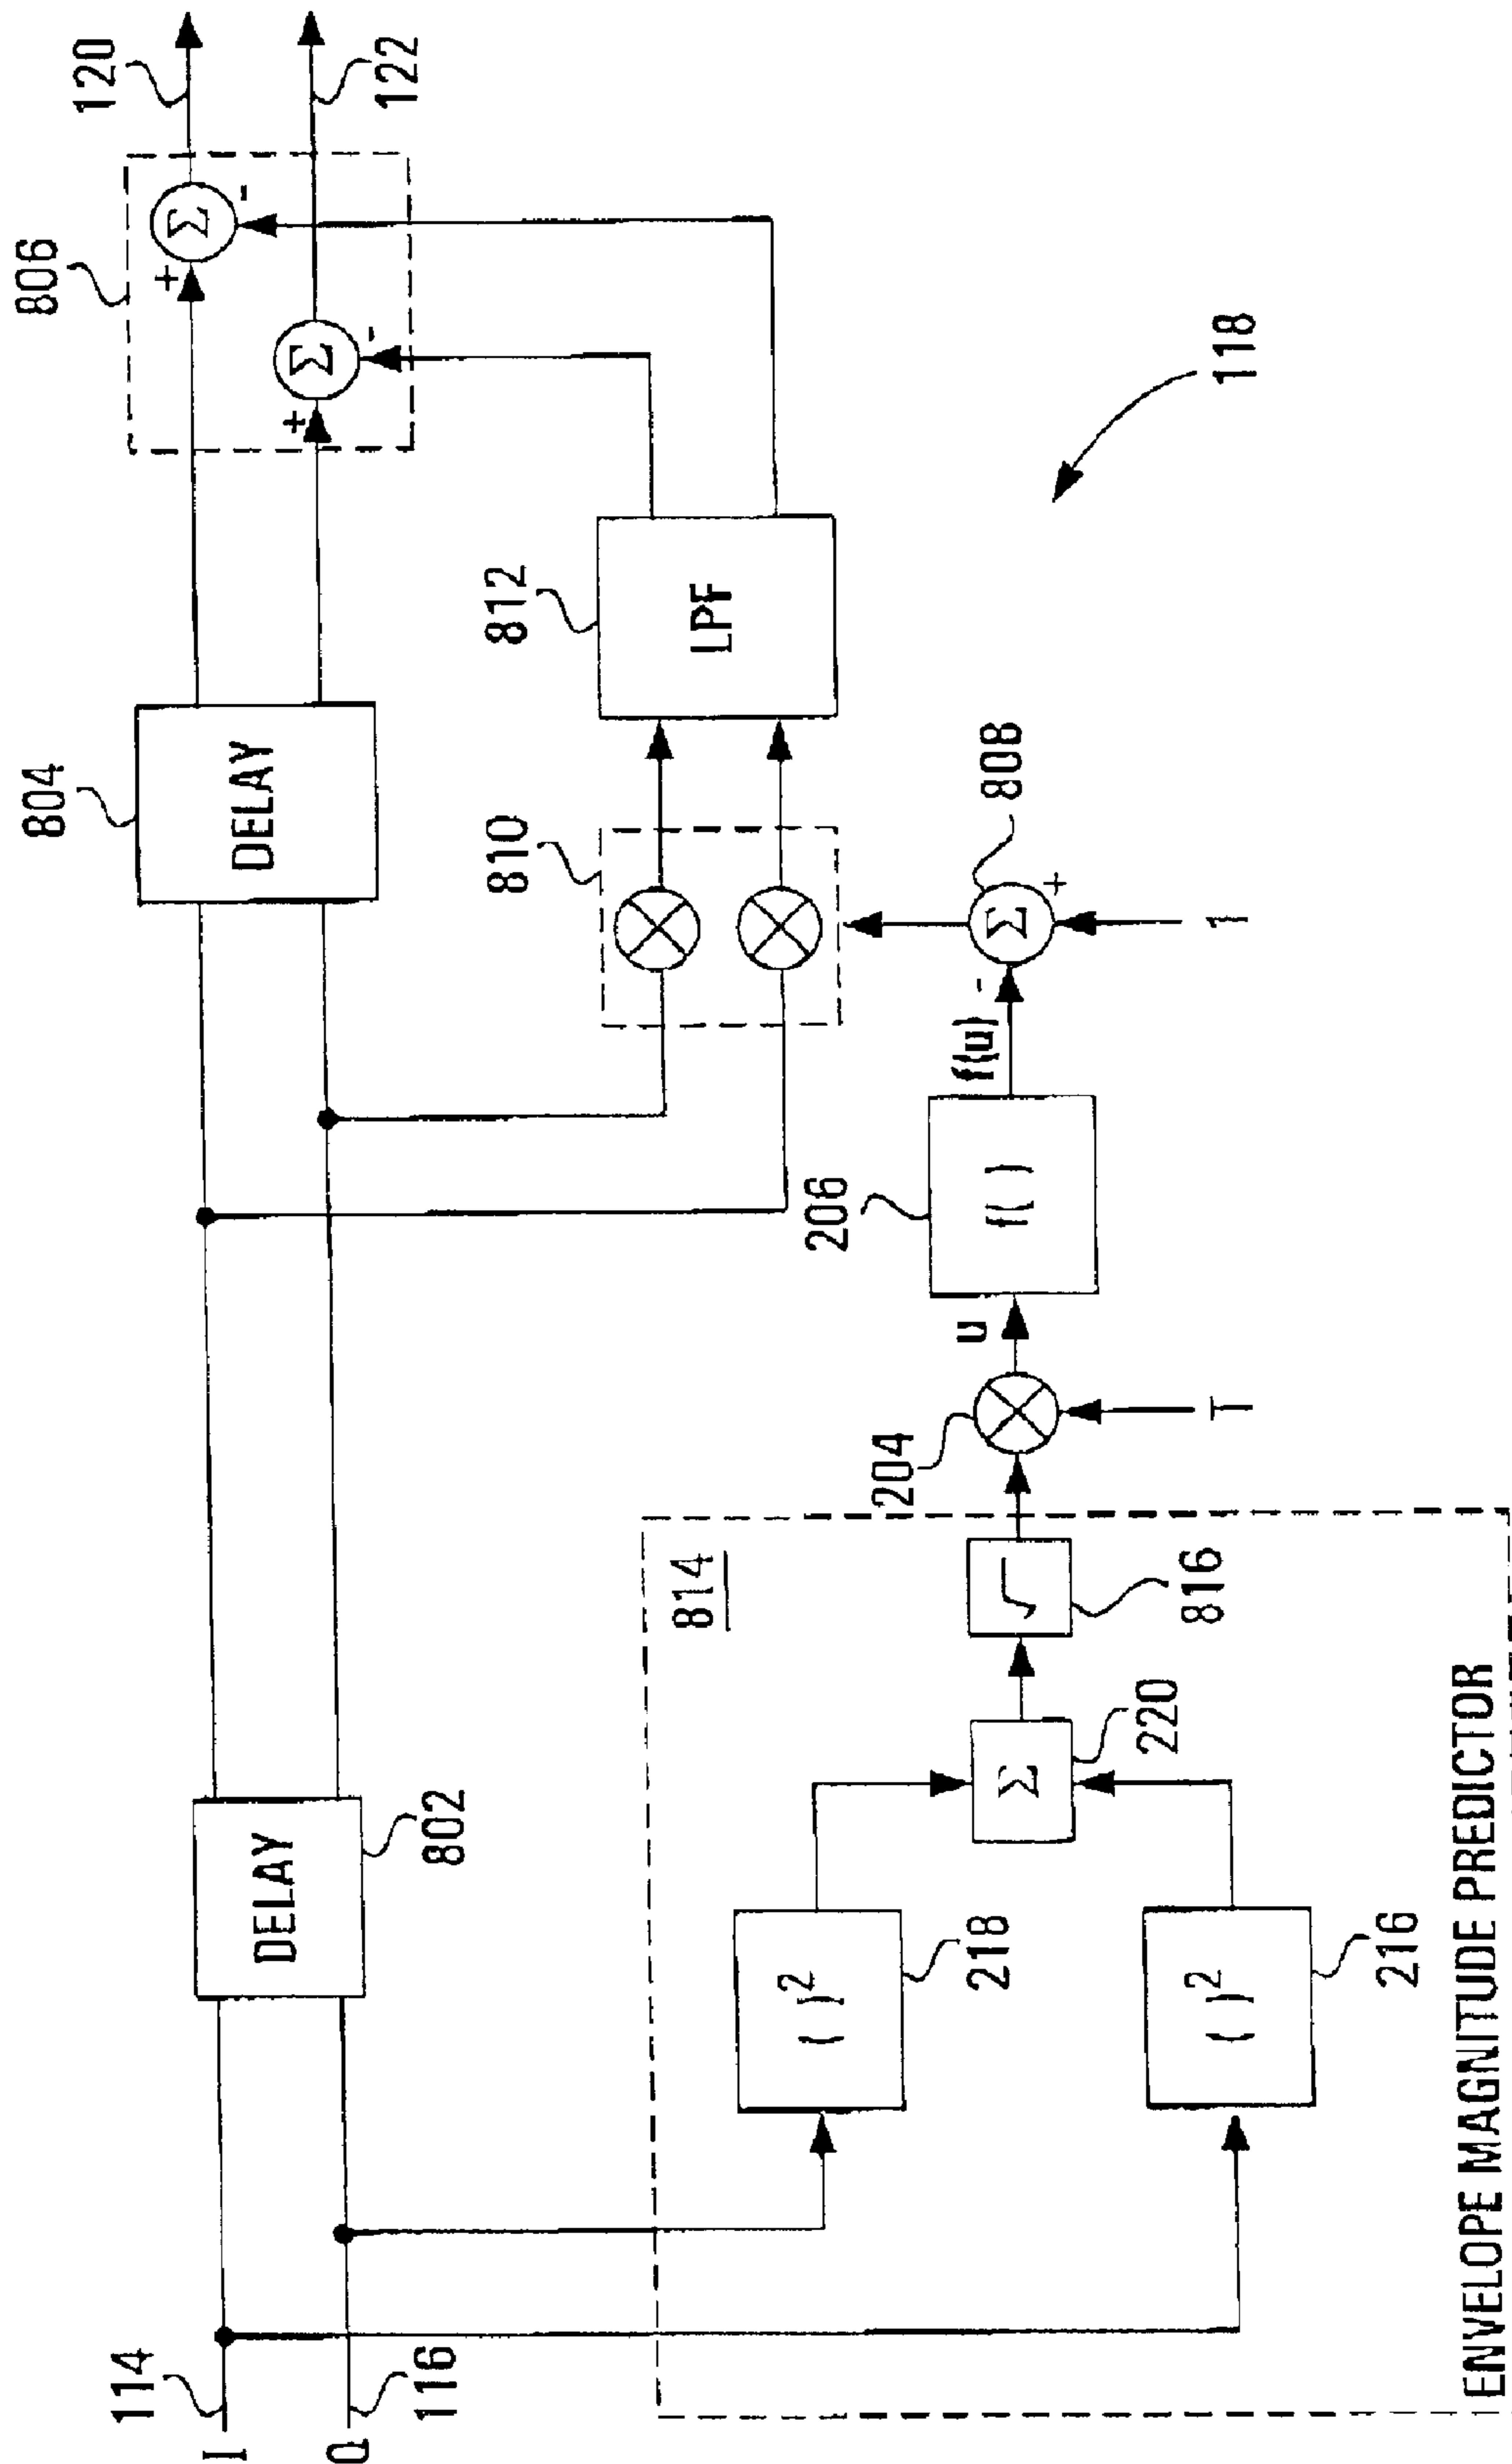 I
114
Q
116
DELAY
802
DELAY
804
806
+
-
Σ
+
-
Σ
120
122
810
812
LPF
814
( )²
218
( )²
216
Σ
220
√
816
204
T
u
206
f( )
f(u)
-
Σ
+
808
1
118
ENVELOPE MAGNITUDE PREDICTOR